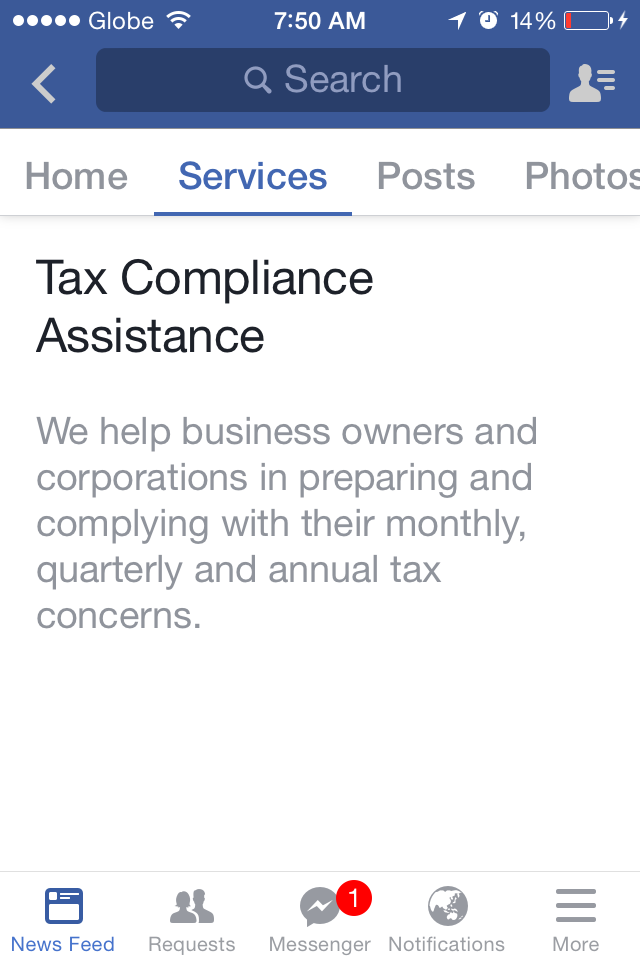 Globe 7:50 AM 14%
Search
Home Services Posts Photos
Tax Compliance
Assistance
We help business owners and
corporations in preparing and
complying with their monthly,
quarterly and annual tax
concerns.
1
News Feed Requests Messenger Notifications More